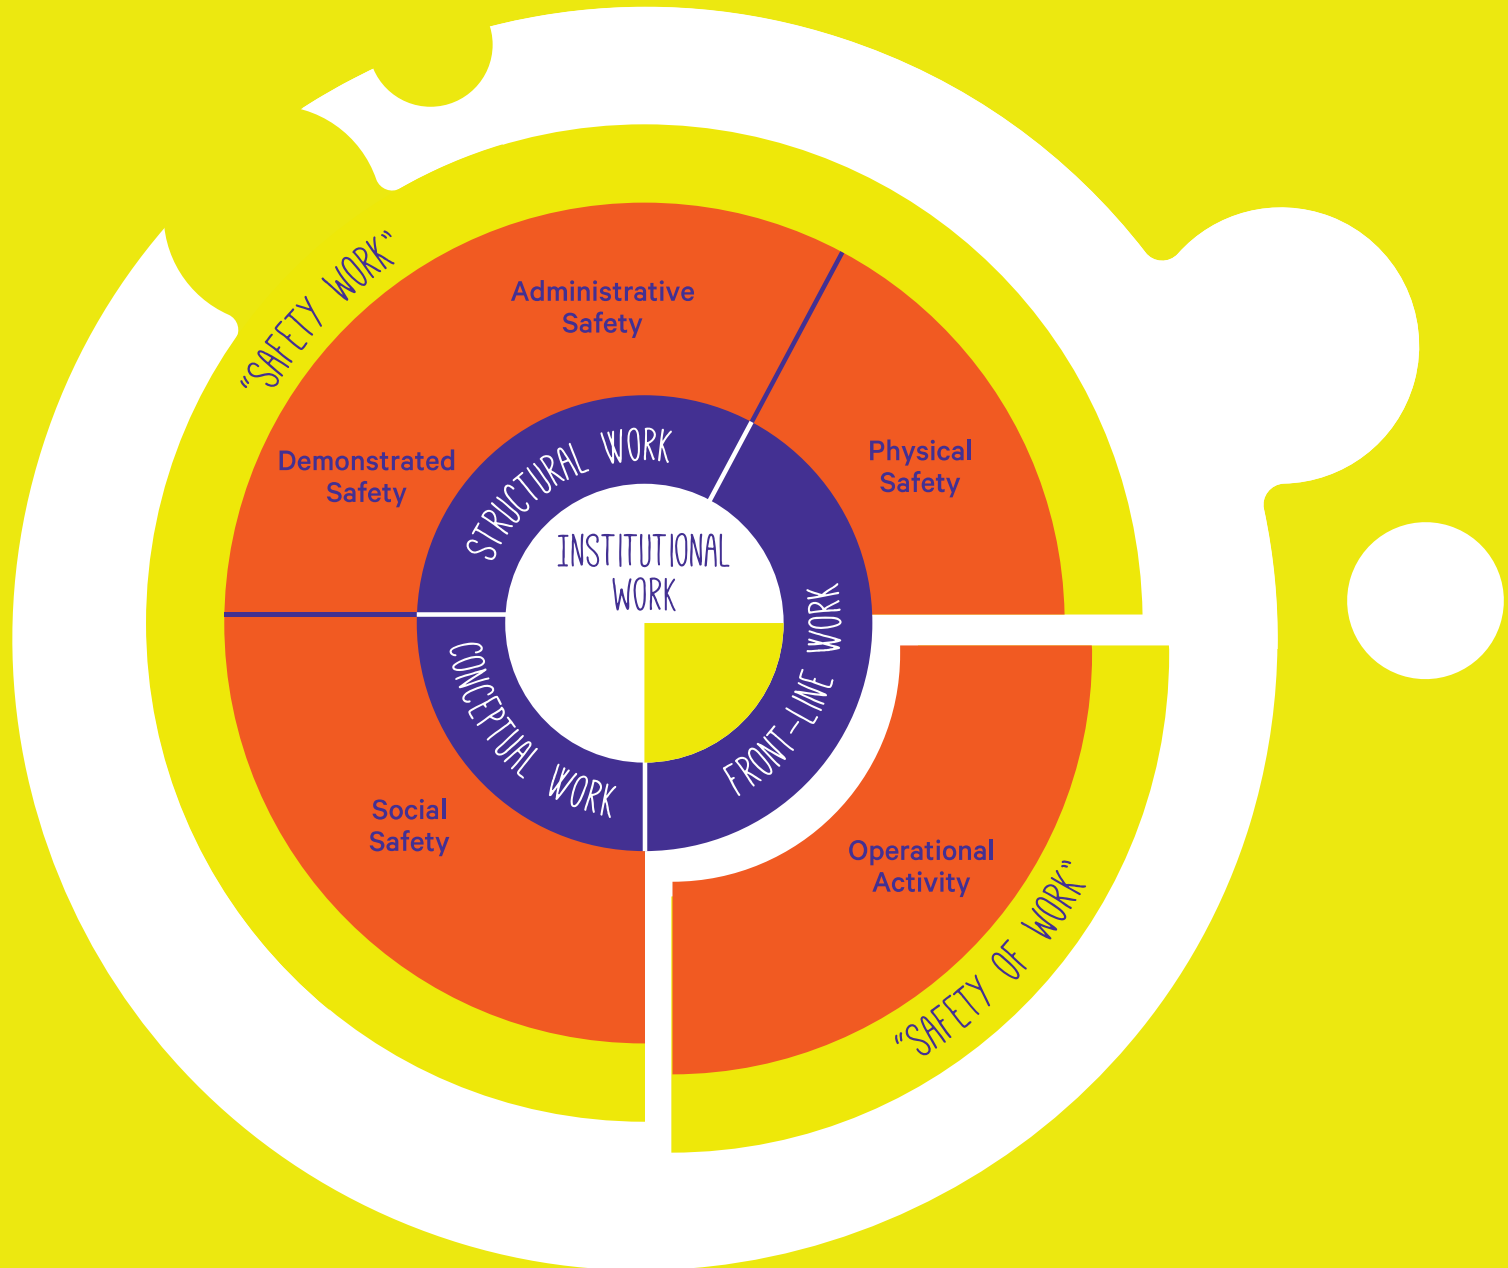 "SAFETY WORK"
Administrative
Safety
Demonstrated
Safety
Physical
Safety
STRUCTURAL WORK
INSTITUTIONAL
WORK
FRONT-LINE WORK
CONCEPTUAL WORK
Social
Safety
Operational
Activity
"SAFETY OF WORK"